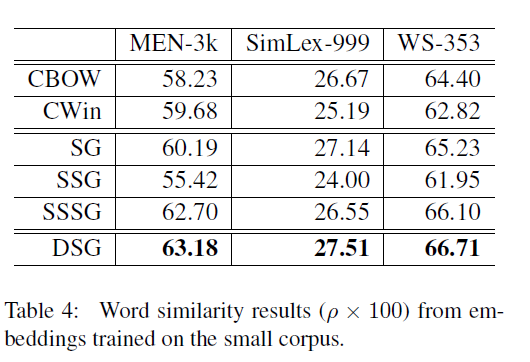 MEN-3k SimLex-999 WS-353
CBOW 58.23 26.67 64.40
CWin 59.68 25.19 62.82
SG 60.19 27.14 65.23
SSG 55.42 24.00 61.95
SSSG 62.70 26.55 66.10
DSG 63.18 27.51 66.71
Table 4: Word similarity results (ρ × 100) from em-
beddings trained on the small corpus.